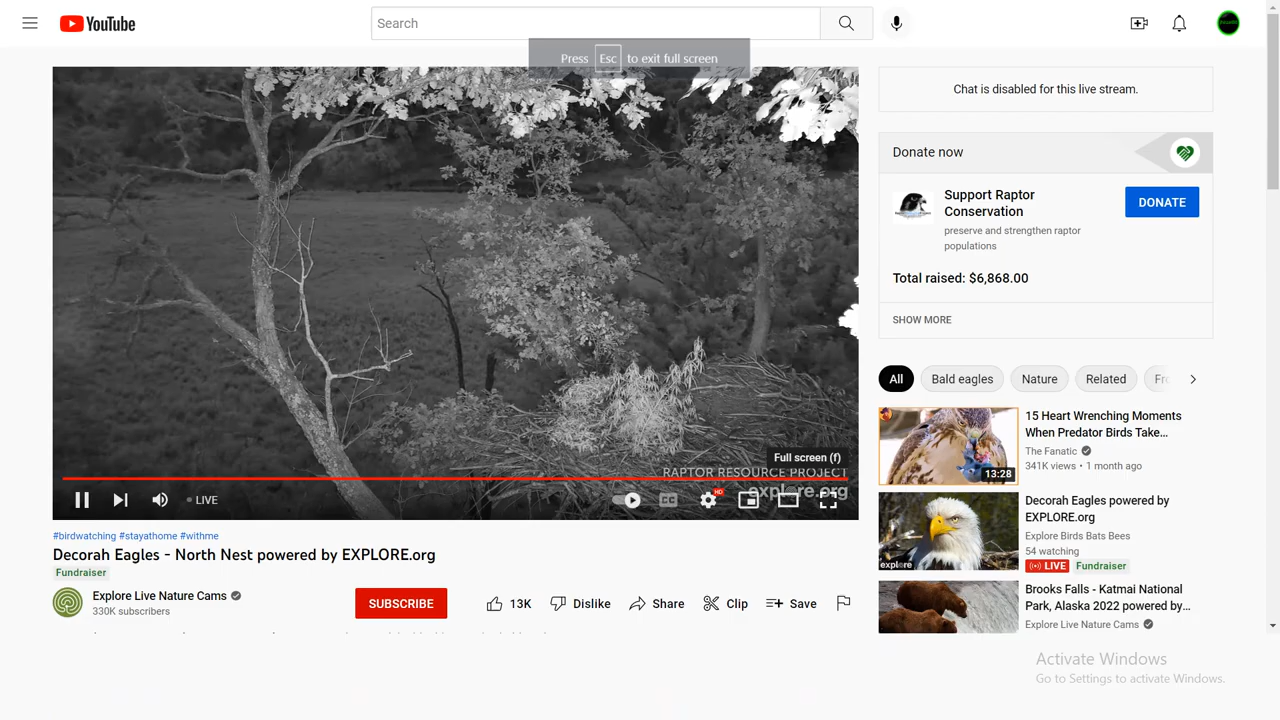 YouTube
Search
Press Esc to exit full screen
Chat is disabled for this live stream.
Donate now
Support Raptor
Conservation
DONATE
preserve and strengthen raptor
populations
Total raised: $6,868.00
SHOW MORE
All
Bald eagles
Nature
Related
Full screen (f)
RAPTOR RESOURCE PROJECT
explore.org
LIVE
CC
HD
#birdwatching #stayathome #withme
Decorah Eagles - North Nest powered by EXPLORE.org
Fundraiser
Explore Live Nature Cams
330K subscribers
SUBSCRIBE
13K
Dislike
Share
Clip
Save
15 Heart Wrenching Moments
When Predator Birds Take…
The Fanatic
341K views • 1 month ago
13:28
Decorah Eagles powered by
EXPLORE.org
Explore Birds Bats Bees
54 watching
LIVE Fundraiser
explore
Brooks Falls - Katmai National
Park, Alaska 2022 powered by…
Explore Live Nature Cams
Activate Windows
Go to Settings to activate Windows.